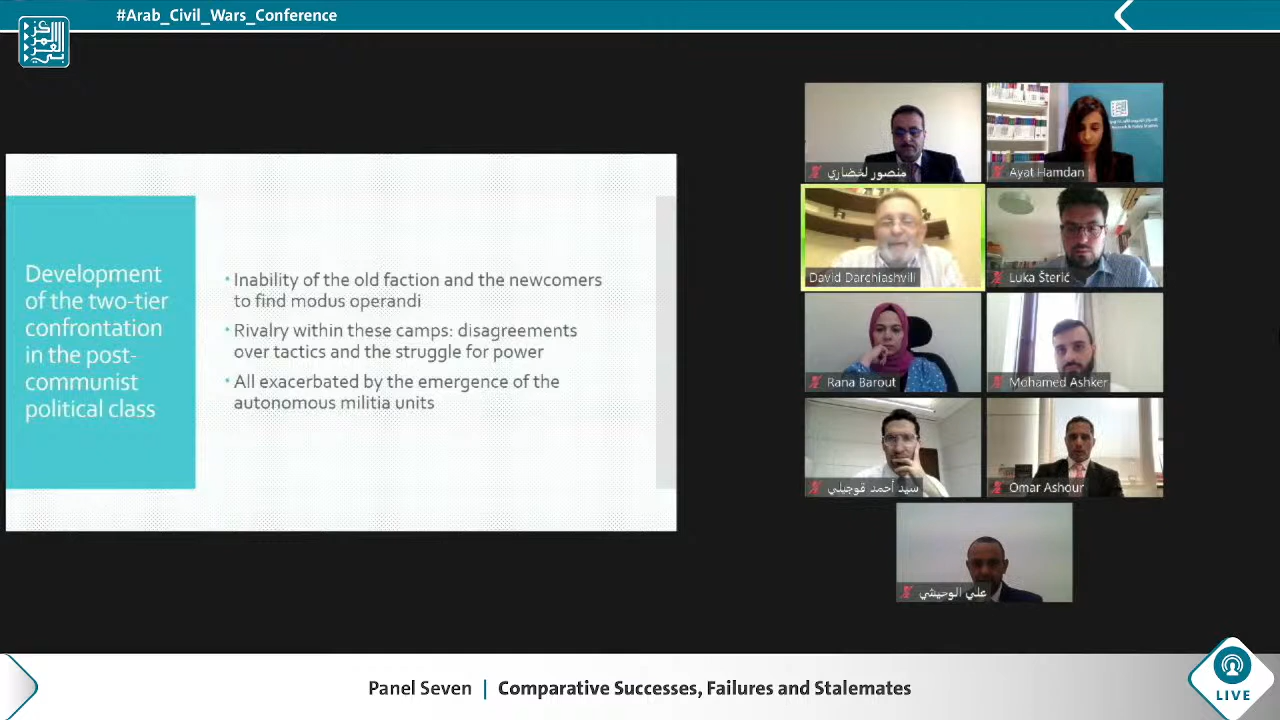 #Arab_Civil_Wars_Conference
Development
of the two-tier
confrontation
in the post-
communist
political class
• Inability of the old faction and the newcomers
to find modus operandi
• Rivalry within these camps: disagreements
over tactics and the struggle for power
• All exacerbated by the emergence of the
autonomous militia units
منصور لخضاري
Ayat Hamdan
David Darchiashvili
Luka Šterić
Rana Barout
Mohamed Ashker
سيد أحمد قوجيلي
Omar Ashour
علي الوحيشي
Panel Seven | Comparative Successes, Failures and Stalemates
LIVE